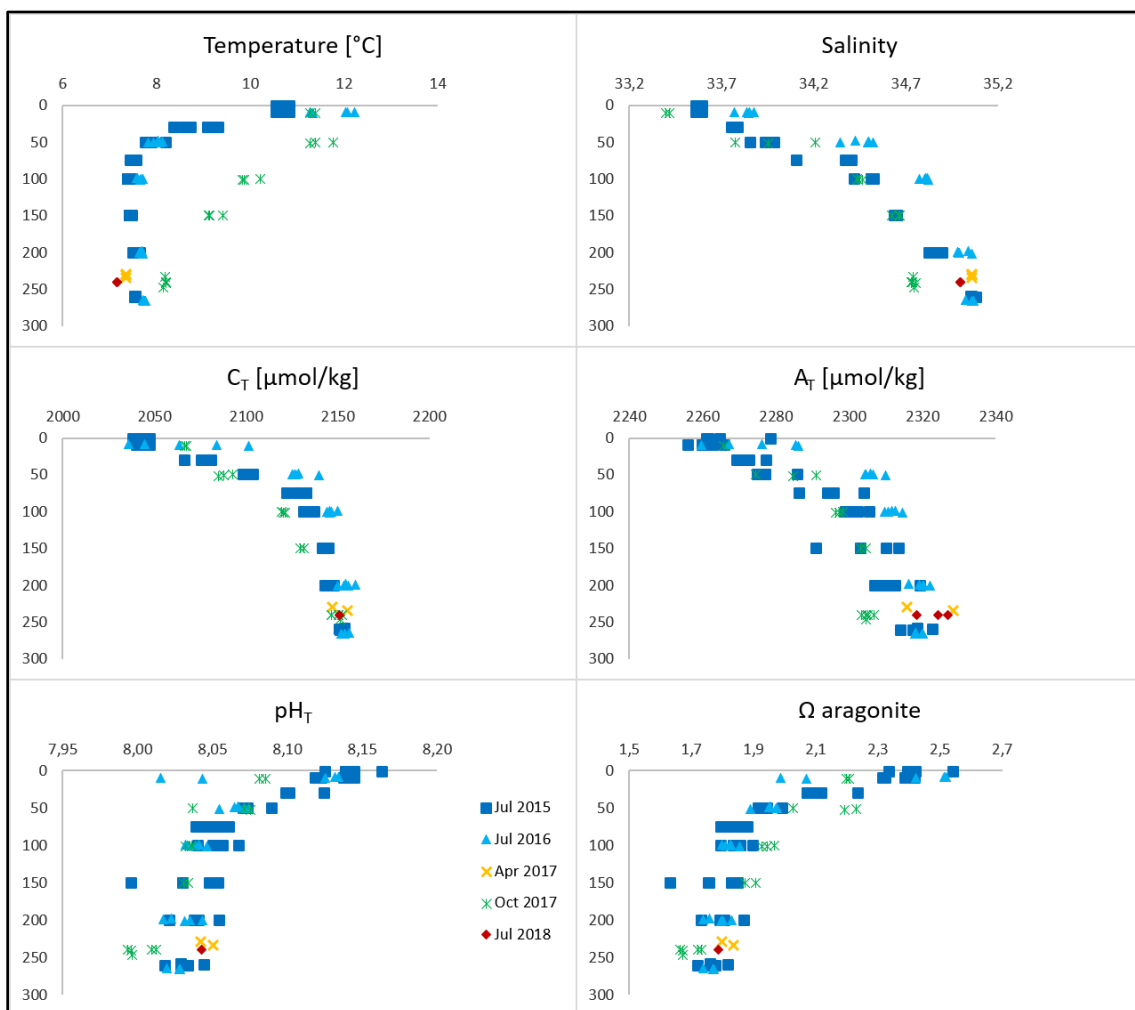 Temperature [°C]
6 8 10 12 14
0
50
100
150
200
250
300
Salinity
33,2 33,7 34,2 34,7 35,2
0
50
100
150
200
250
300
C_T [µmol/kg]
2000 2050 2100 2150 2200
0
50
100
150
200
250
300
A_T [µmol/kg]
2240 2260 2280 2300 2320 2340
0
50
100
150
200
250
300
pH_T
7,95 8,00 8,05 8,10 8,15 8,20
0
50
100
150
200
250
300
Jul 2015
Jul 2016
Apr 2017
Oct 2017
Jul 2018
Ω aragonite
1,5 1,7 1,9 2,1 2,3 2,5 2,7
0
50
100
150
200
250
300